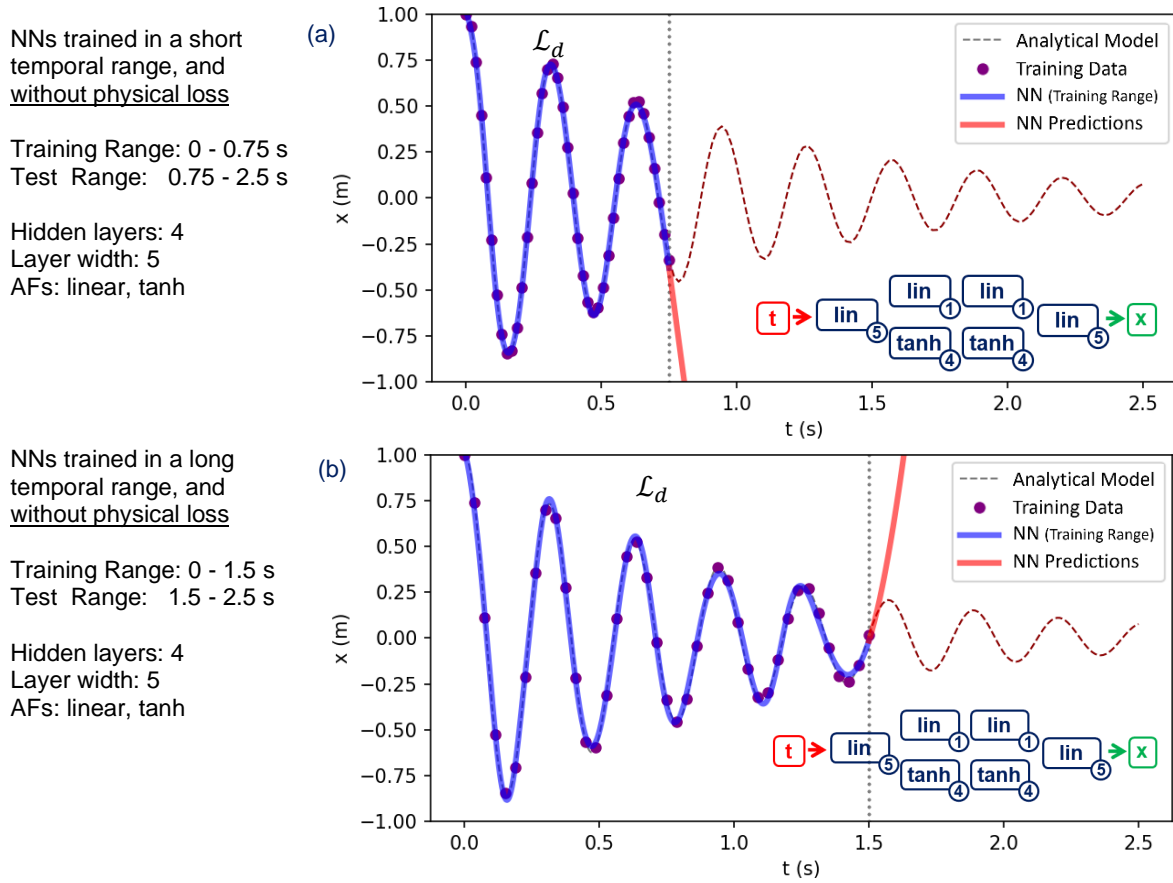 NNs trained in a short
temporal range, and
without physical loss
Training Range: 0 - 0.75 s
Test Range: 0.75 - 2.5 s
Hidden layers: 4
Layer width: 5
AFs: linear, tanh
(a)
ℒd
x (m)
1.00
0.75
0.50
0.25
0.00
−0.25
−0.50
−0.75
−1.00
Analytical Model
Training Data
NN (Training Range)
NN Predictions
t
lin
5
lin
1
lin
1
tanh
4
tanh
4
lin
5
x
0.0 0.5 1.0 1.5 2.0 2.5
t (s)
NNs trained in a long
temporal range, and
without physical loss
Training Range: 0 - 1.5 s
Test Range: 1.5 - 2.5 s
Hidden layers: 4
Layer width: 5
AFs: linear, tanh
(b)
ℒd
x (m)
1.00
0.75
0.50
0.25
0.00
−0.25
−0.50
−0.75
−1.00
Analytical Model
Training Data
NN (Training Range)
NN Predictions
t
lin
5
lin
1
lin
1
tanh
4
tanh
4
lin
5
x
0.0 0.5 1.0 1.5 2.0 2.5
t (s)